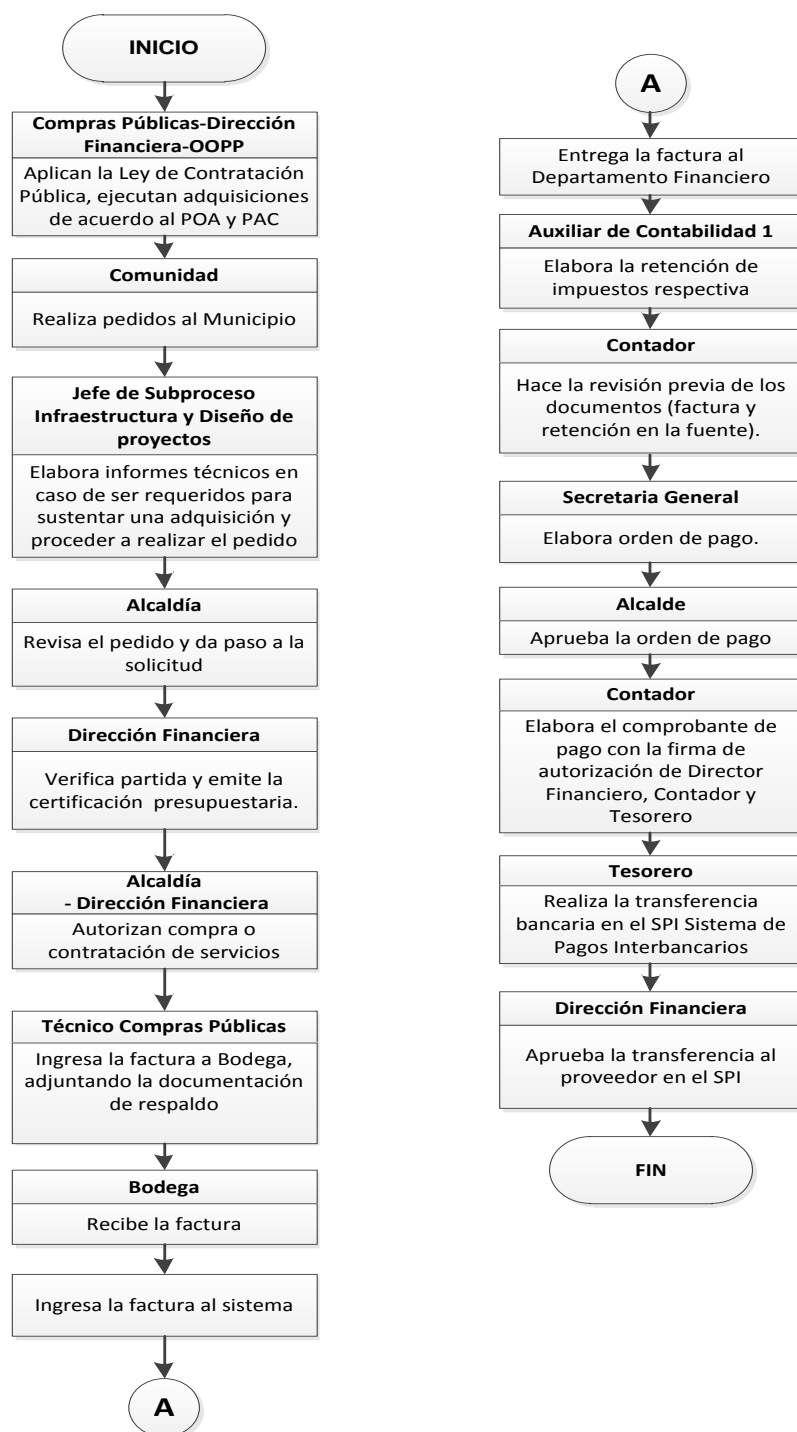 INICIO
Compras Públicas-Dirección
Financiera-OOPP
Aplican la Ley de Contratación
Pública, ejecutan adquisiciones
de acuerdo al POA y PAC
Comunidad
Realiza pedidos al Municipio
Jefe de Subproceso
Infraestructura y Diseño de
proyectos
Elabora informes técnicos en
caso de ser requeridos para
sustentar una adquisición y
proceder a realizar el pedido
Alcaldía
Revisa el pedido y da paso a la
solicitud
Dirección Financiera
Verifica partida y emite la
certificación presupuestaria.
Alcaldía
- Dirección Financiera
Autorizan compra o
contratación de servicios
Técnico Compras Públicas
Ingresa la factura a Bodega,
adjuntando la documentación
de respaldo
Bodega
Recibe la factura
Ingresa la factura al sistema
A
A
Entrega la factura al
Departamento Financiero
Auxiliar de Contabilidad 1
Elabora la retención de
impuestos respectiva
Contador
Hace la revisión previa de los
documentos (factura y
retención en la fuente).
Secretaria General
Elabora orden de pago.
Alcalde
Aprueba la orden de pago
Contador
Elabora el comprobante de
pago con la firma de
autorización de Director
Financiero, Contador y
Tesorero
Tesorero
Realiza la transferencia
bancaria en el SPI Sistema de
Pagos Interbancarios
Dirección Financiera
Aprueba la transferencia al
proveedor en el SPI
FIN